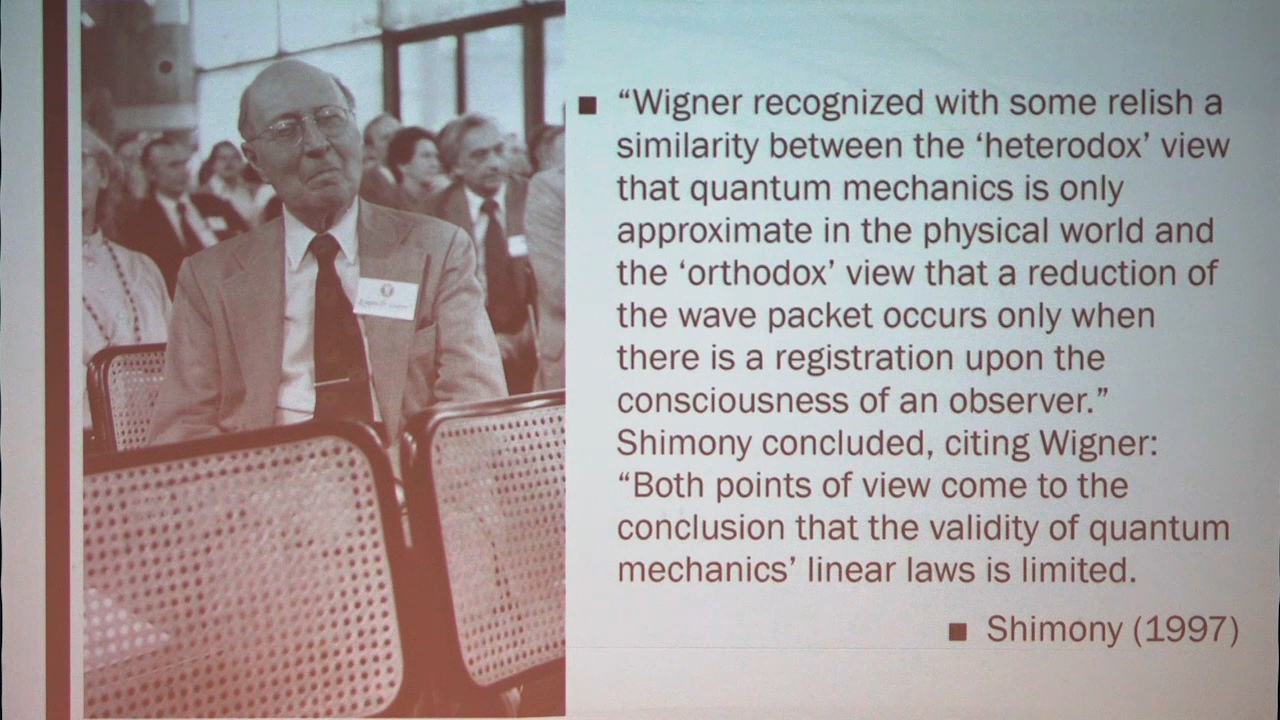 ■ “Wigner recognized with some relish a
similarity between the ‘heterodox’ view
that quantum mechanics is only
approximate in the physical world and
the ‘orthodox’ view that a reduction of
the wave packet occurs only when
there is a registration upon the
consciousness of an observer.”
Shimony concluded, citing Wigner:
“Both points of view come to the
conclusion that the validity of quantum
mechanics’ linear laws is limited.
■ Shimony (1997)